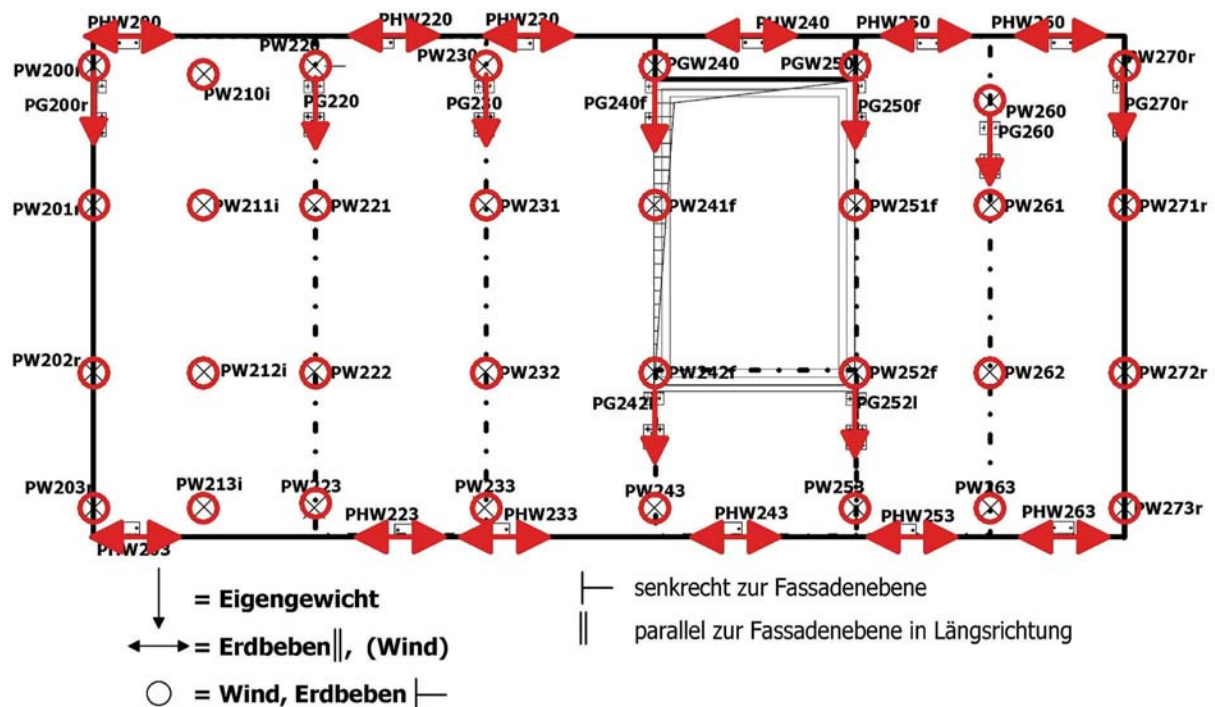 PHW200 PHW220 PHW230 PHW240 PHW250 PHW260
PW220 PW230 PGW240 PGW250 PW270r
PW200r PW210i PW260
PG200r PG220 PG230 PG240f PG250f PG260 PG270r
PW201r PW211i PW221 PW231 PW241f PW251f PW261 PW271r
PW202r PW212i PW222 PW232 PW242f PW252f PW262 PW272r
PG242l PG252l
PW203r PW213i PW223 PW233 PW243 PW253 PW263 PW273r
PHW203 PHW223 PHW233 PHW243 PHW253 PHW263
= Eigengewicht
= Erdbeben||, (Wind)
= Wind, Erdbeben
senkrecht zur Fassadenebene
parallel zur Fassadenebene in Längsrichtung